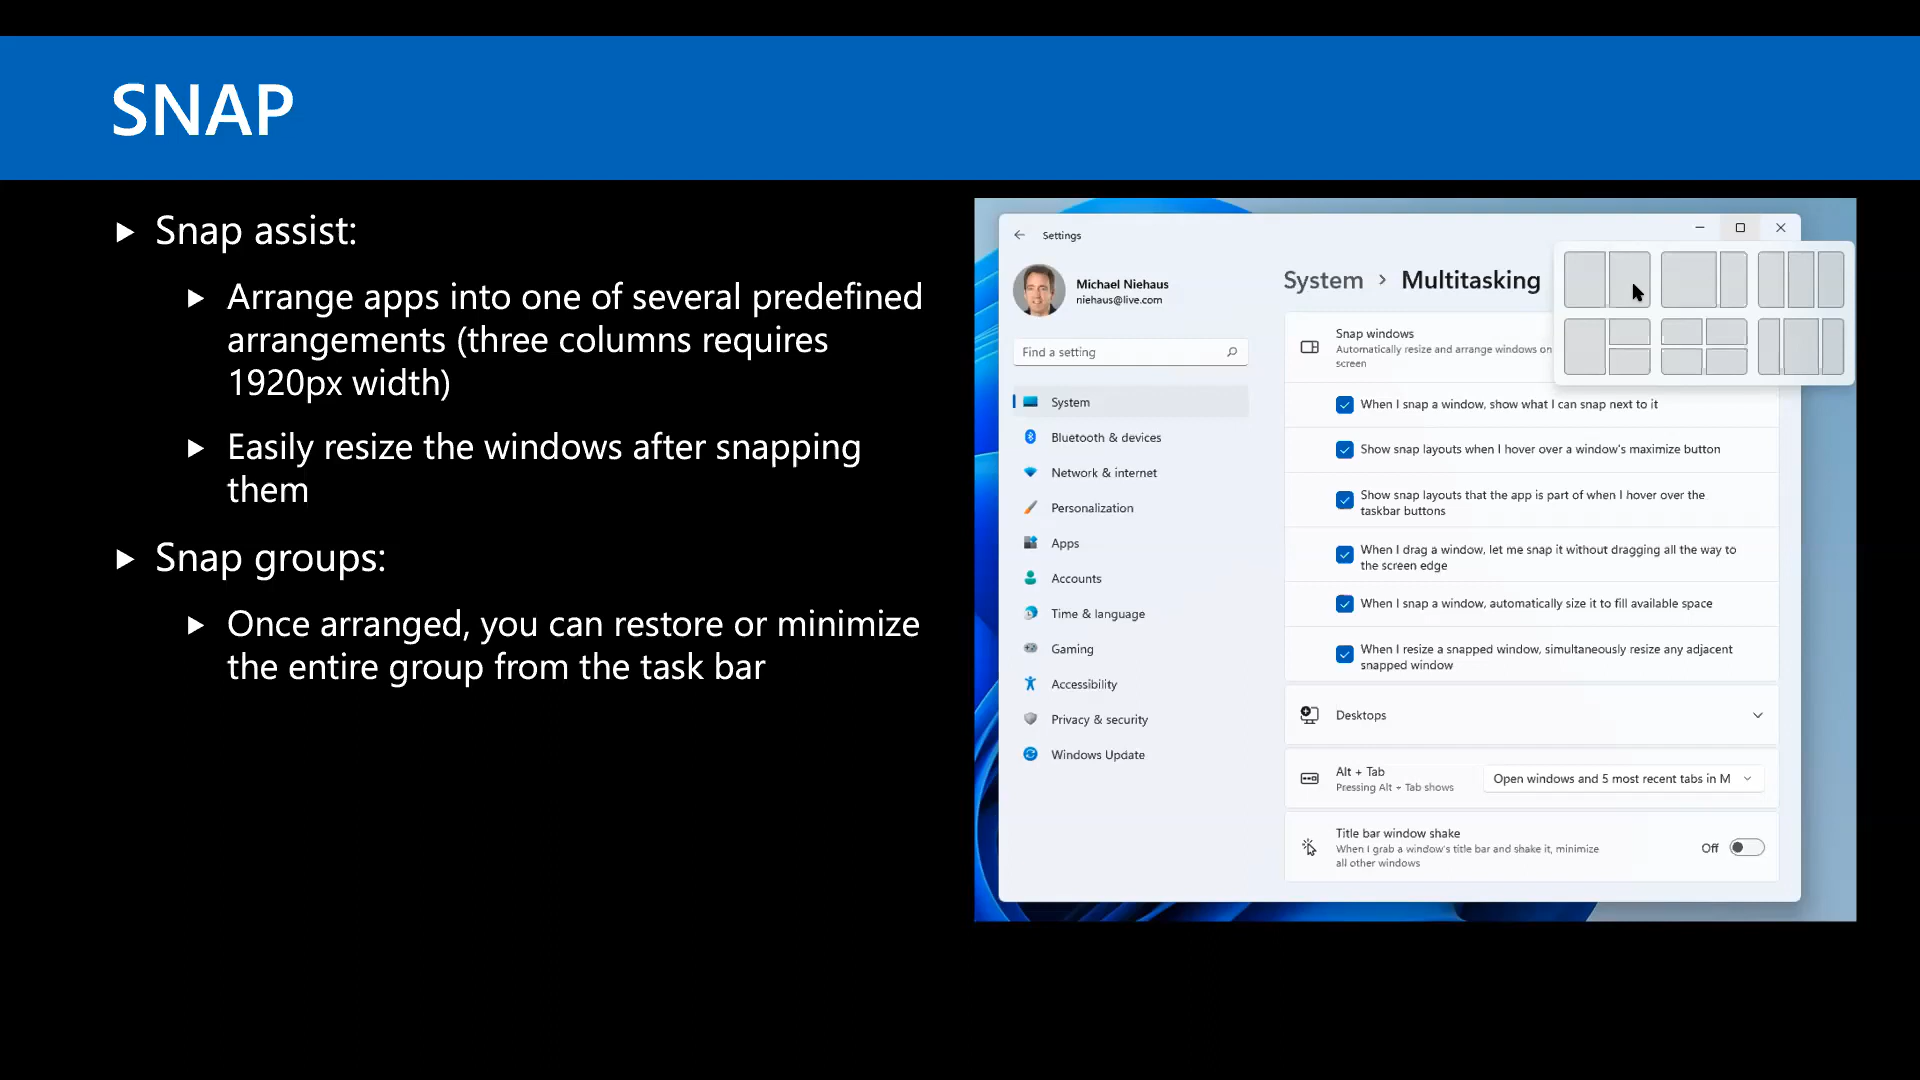 SNAP
Snap assist:
Arrange apps into one of several predefined
arrangements (three columns requires
1920px width)
Easily resize the windows after snapping
them
Snap groups:
Once arranged, you can restore or minimize
the entire group from the task bar
Settings
Michael Niehaus
niehaus@live.com
Find a setting
System
Bluetooth & devices
Network & internet
Personalization
Apps
Accounts
Time & language
Gaming
Accessibility
Privacy & security
Windows Update
System > Multitasking
Snap windows
Automatically resize and arrange windows on
screen
When I snap a window, show what I can snap next to it
Show snap layouts when I hover over a window's maximize button
Show snap layouts that the app is part of when I hover over the
taskbar buttons
When I drag a window, let me snap it without dragging all the way to
the screen edge
When I snap a window, automatically size it to fill available space
When I resize a snapped window, simultaneously resize any adjacent
snapped window
Desktops
Alt + Tab
Pressing Alt + Tab shows
Open windows and 5 most recent tabs in M
Title bar window shake
When I grab a window's title bar and shake it, minimize
all other windows
Off